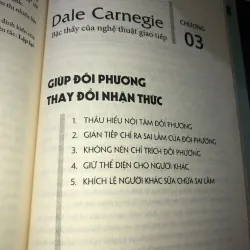 Dale Carnegie
Bậc thầy của nghệ thuật giao tiếp
CHƯƠNG
03
GIÚP ĐỐI PHƯƠNG
THAY ĐỔI NHẬN THỨC
1. THẤU HIỂU NỘI TÂM ĐỐI PHƯƠNG
2. GIÁN TIẾP CHỈ RA SAI LẦM CỦA ĐỐI PHƯƠNG
3. KHÔNG NÊN CHỈ TRÍCH ĐỐI PHƯƠNG
4. GIỮ THỂ DIỆN CHO NGƯỜI KHÁC
5. KHÍCH LỆ NGƯỜI KHÁC SỬA CHỮA SAI LẦM